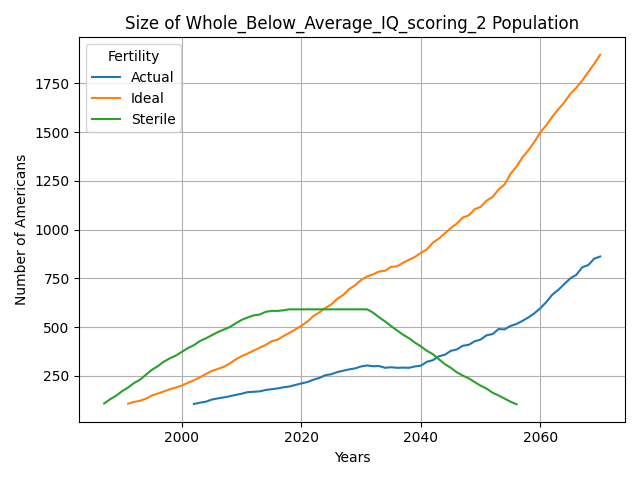 Size of Whole_Below_Average_IQ_scoring_2 Population
Fertility
Actual
Ideal
Sterile
Number of Americans
1750
1500
1250
1000
750
500
250
2000
2020
2040
2060
Years